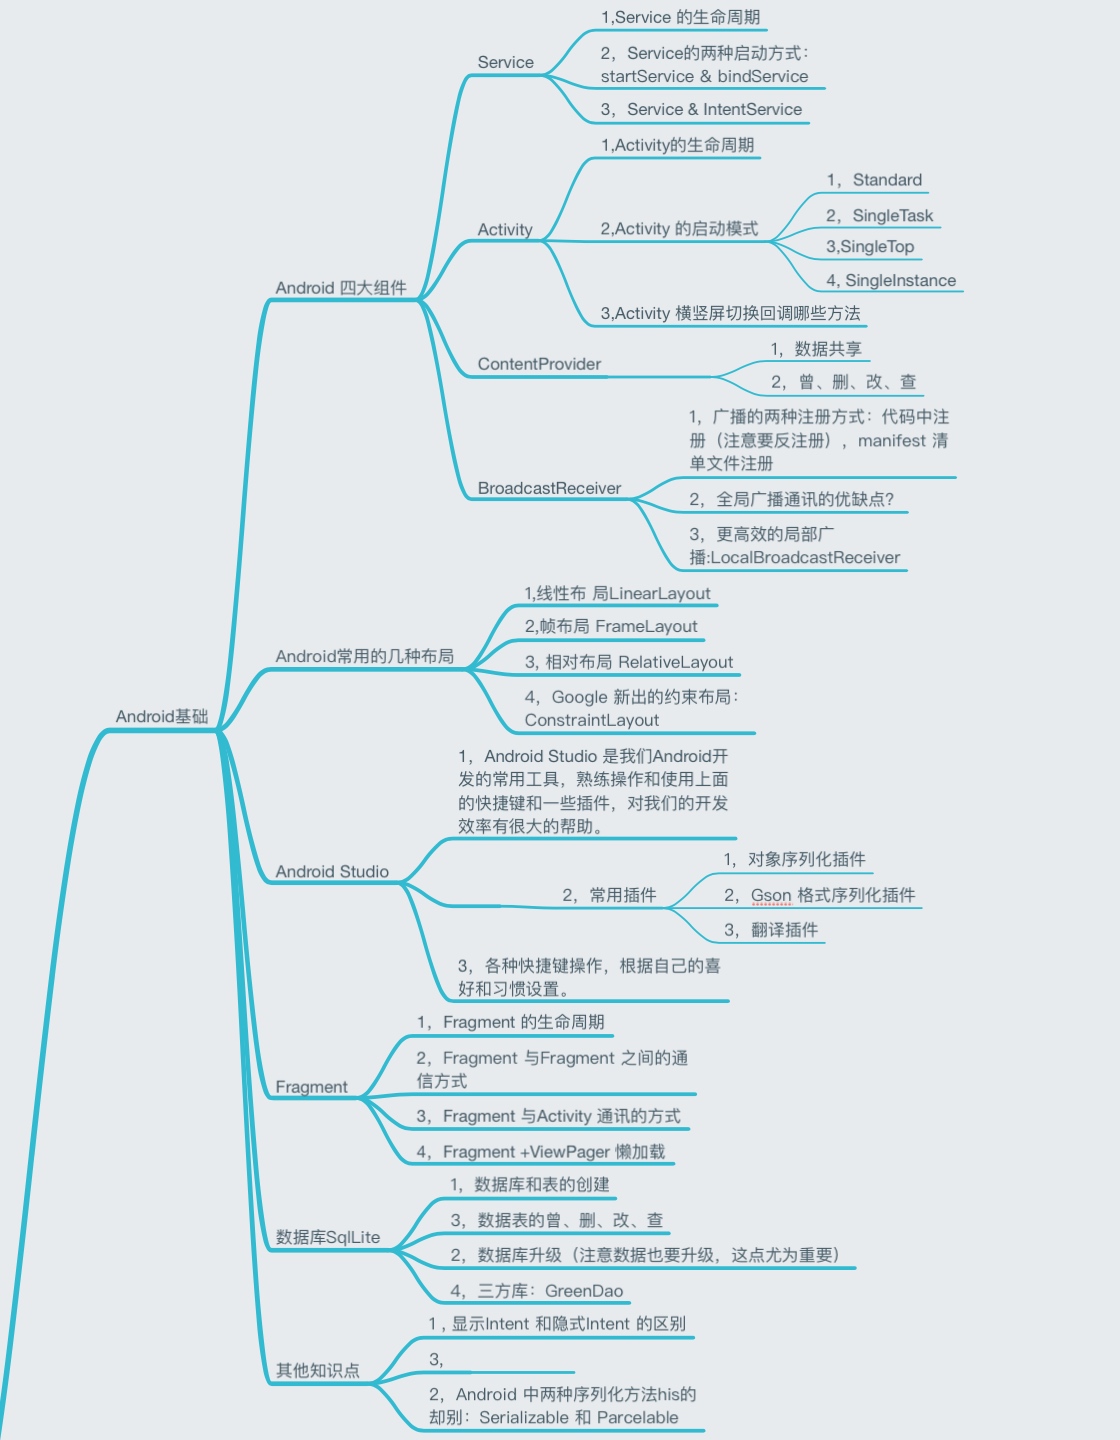 1,Service 的生命周期
Service
2，Service的两种启动方式：
startService & bindService
3，Service & IntentService
1,Activity的生命周期
Activity
2,Activity 的启动模式
1，Standard
2，SingleTask
3,SingleTop
4, SingleInstance
3,Activity 横竖屏切换回调哪些方法
Android 四大组件
ContentProvider
1，数据共享
2，曾、删、改、查
BroadcastReceiver
1，广播的两种注册方式：代码中注
册（注意要反注册），manifest 清
单文件注册
2，全局广播通讯的优缺点?
3，更高效的局部广
播:LocalBroadcastReceiver
Android常用的几种布局
1,线性布 局LinearLayout
2,帧布局 FrameLayout
3, 相对布局 RelativeLayout
4，Google 新出的约束布局：
ConstraintLayout
Android基础
Android Studio
1，Android Studio 是我们Android开
发的常用工具，熟练操作和使用上面
的快捷键和一些插件，对我们的开发
效率有很大的帮助。
2，常用插件
1，对象序列化插件
2，Gson 格式序列化插件
3，翻译插件
3，各种快捷键操作，根据自己的喜
好和习惯设置。
Fragment
1，Fragment 的生命周期
2，Fragment 与Fragment 之间的通
信方式
3，Fragment 与Activity 通讯的方式
4，Fragment +ViewPager 懒加载
数据库SqlLite
1，数据库和表的创建
3，数据表的曾、删、改、查
2，数据库升级（注意数据也要升级，这点尤为重要）
4，三方库：GreenDao
其他知识点
1 , 显示Intent 和隐式Intent 的区别
3,
2，Android 中两种序列化方法his的
却别：Serializable 和 Parcelable